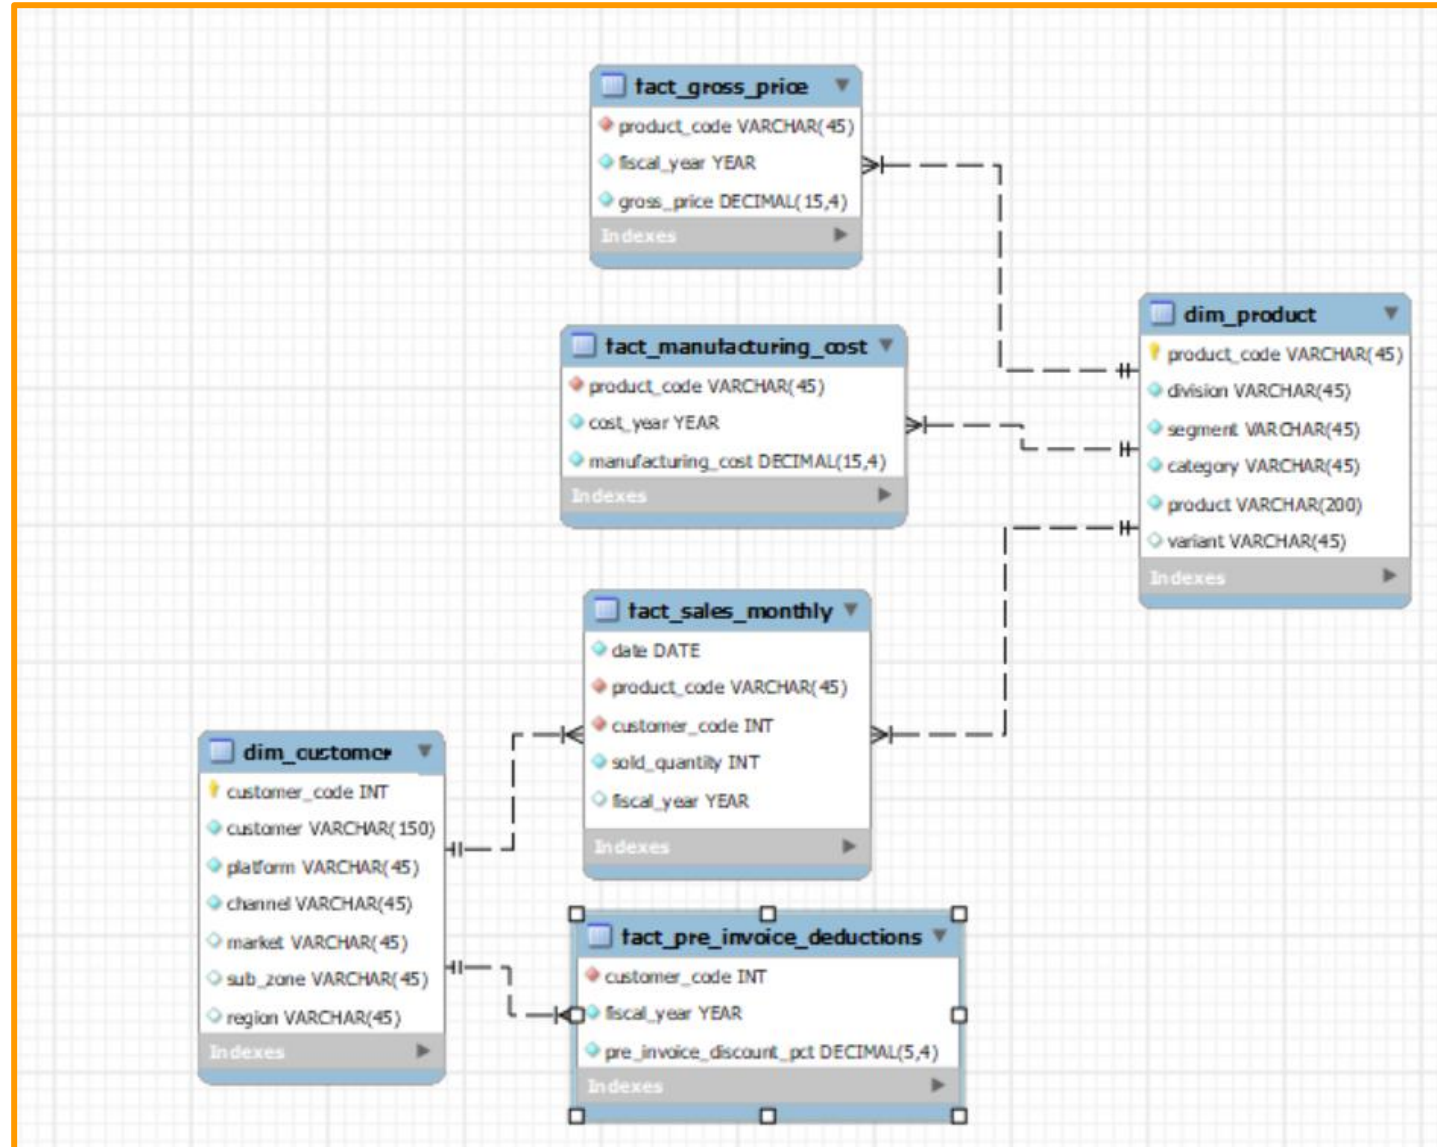 fact_gross_price
product_code VARCHAR(45)
fiscal_year YEAR
gross_price DECIMAL(15,4)
Indexes
fact_manufacturing_cost
product_code VARCHAR(45)
cost_year YEAR
manufacturing_cost DECIMAL(15,4)
Indexes
dim_product
product_code VARCHAR(45)
division VARCHAR(45)
segment VARCHAR(45)
category VARCHAR(45)
product VARCHAR(200)
variant VARCHAR(45)
Indexes
fact_sales_monthly
date DATE
product_code VARCHAR(45)
customer_code INT
sold_quantity INT
fiscal_year YEAR
Indexes
dim_customer
customer_code INT
customer VARCHAR(150)
platform VARCHAR(45)
channel VARCHAR(45)
market VARCHAR(45)
sub_zone VARCHAR(45)
region VARCHAR(45)
Indexes
fact_pre_invoice_deductions
customer_code INT
fiscal_year YEAR
pre_invoice_discount_pct DECIMAL(5,4)
Indexes